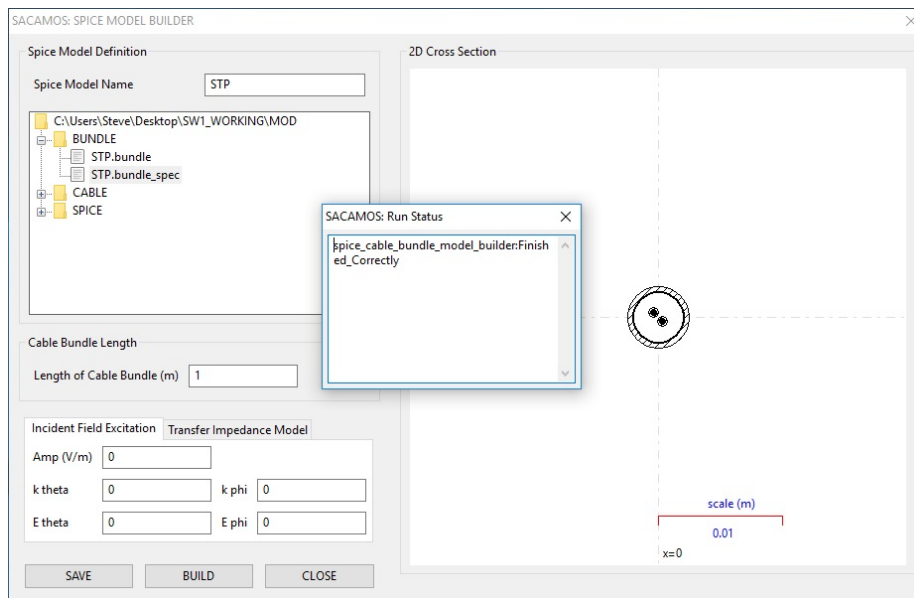 SACAMOS: SPICE MODEL BUILDER
Spice Model Definition
Spice Model Name
STP
C:\Users\Steve\Desktop\SW1_WORKING\MOD
BUNDLE
STP.bundle
STP.bundle_spec
CABLE
SPICE
Cable Bundle Length
Length of Cable Bundle (m)
1
Incident Field Excitation
Transfer Impedance Model
Amp (V/m)
0
k theta
0
k phi
0
E theta
0
E phi
0
SAVE
BUILD
CLOSE
SACAMOS: Run Status
spice_cable_bundle_model_builder:Finish
ed_Correctly
2D Cross Section
scale (m)
0.01
x=0